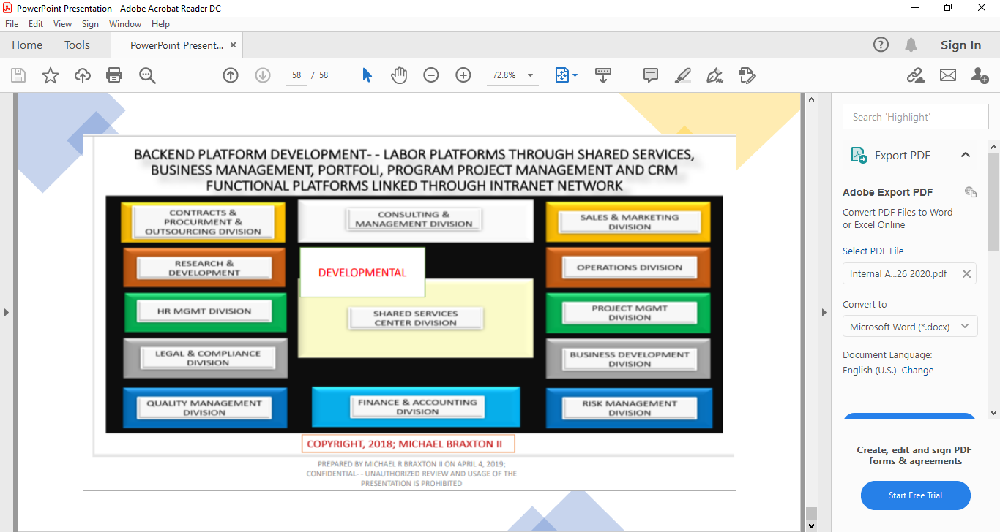 PowerPoint Presentation - Adobe Acrobat Reader DC
File Edit View Sign Window Help
Home Tools PowerPoint Present... ×
? Sign In
58 / 58 72.8%
BACKEND PLATFORM DEVELOPMENT- - LABOR PLATFORMS THROUGH SHARED SERVICES,
BUSINESS MANAGEMENT, PORTFOLI, PROGRAM PROJECT MANAGEMENT AND CRM
FUNCTIONAL PLATFORMS LINKED THROUGH INTRANET NETWORK
CONTRACTS &
PROCURMENT &
OUTSOURCING DIVISION
CONSULTING &
MANAGEMENT DIVISION
SALES & MARKETING
DIVISION
RESEARCH &
DEVELOPMENT
DEVELOPMENTAL
OPERATIONS DIVISION
HR MGMT DIVISION
SHARED SERVICES
CENTER DIVISION
PROJECT MGMT
DIVISION
LEGAL & COMPLIANCE
DIVISION
BUSINESS DEVELOPMENT
DIVISION
QUALITY MANAGEMENT
DIVISION
FINANCE & ACCOUNTING
DIVISION
RISK MANAGEMENT
DIVISION
COPYRIGHT, 2018; MICHAEL BRAXTON II
PREPARED BY MICHAEL R BRAXTON II ON APRIL 4, 2019;
CONFIDENTIAL- - UNAUTHORIZED REVIEW AND USAGE OF THE
PRESENTATION IS PROHIBITED
Search 'Highlight'
Export PDF
Adobe Export PDF
Convert PDF Files to Word
or Excel Online
Select PDF File
Internal A...26 2020.pdf
Convert to
Microsoft Word (*.docx)
Document Language:
English (U.S.) Change
Create, edit and sign PDF
forms & agreements
Start Free Trial